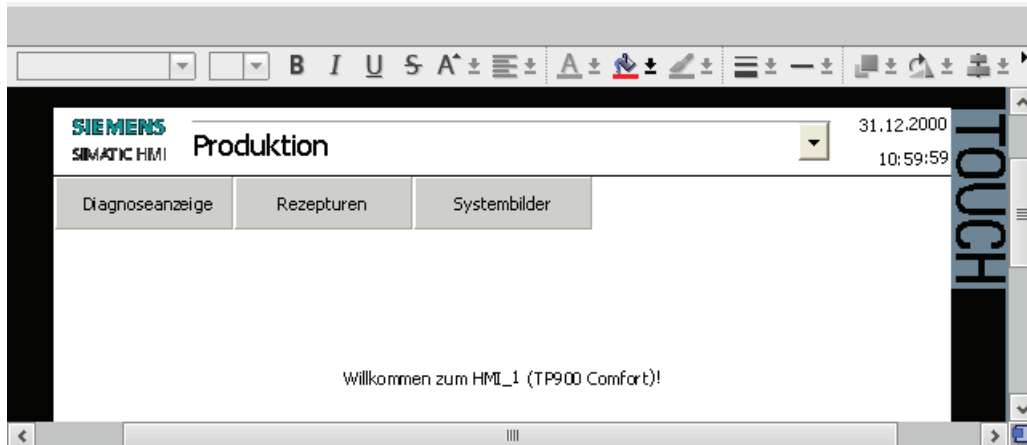 B I U S A A
SIEMENS
SIMATIC HMI
Produktion
31.12.2000
10:59:59
TOUCH
Diagnoseanzeige Rezepturen Systembilder
Willkommen zum HMI_1 (TP900 Comfort)!